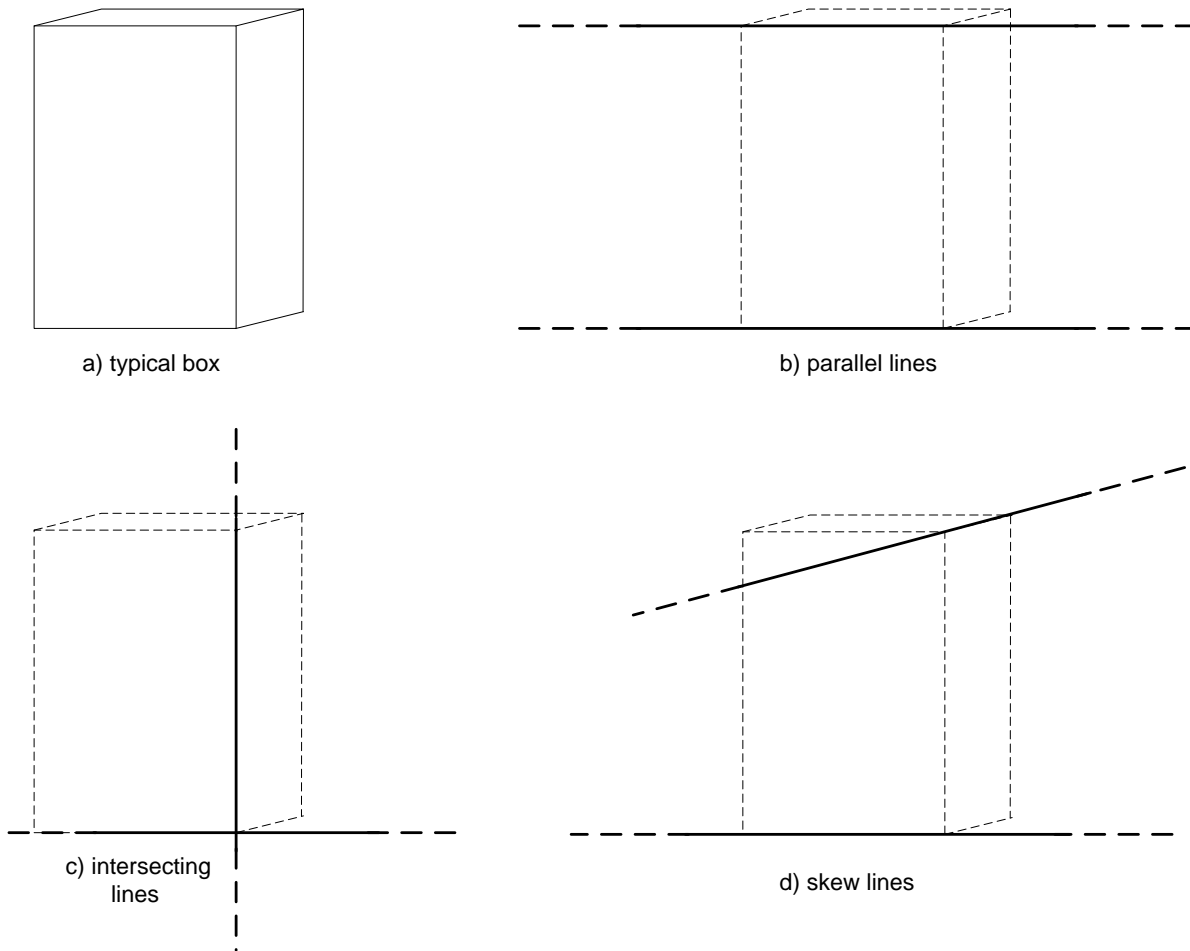 a) typical box
b) parallel lines
c) intersecting
lines
d) skew lines